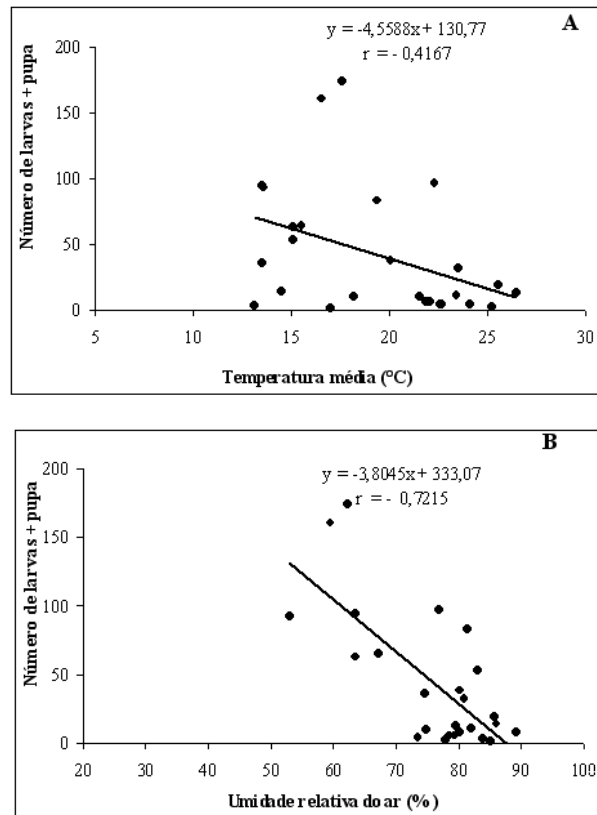 A
y = -4,5588x + 130,77
r = - 0,4167
Número de larvas + pupa
200
150
100
50
0
5 10 15 20 25 30
Temperatura média (°C)
B
y = -3,8045x + 333,07
r = - 0,7215
Número de larvas + pupa
200
150
100
50
0
20 30 40 50 60 70 80 90 100
Umidade relativa do ar (%)